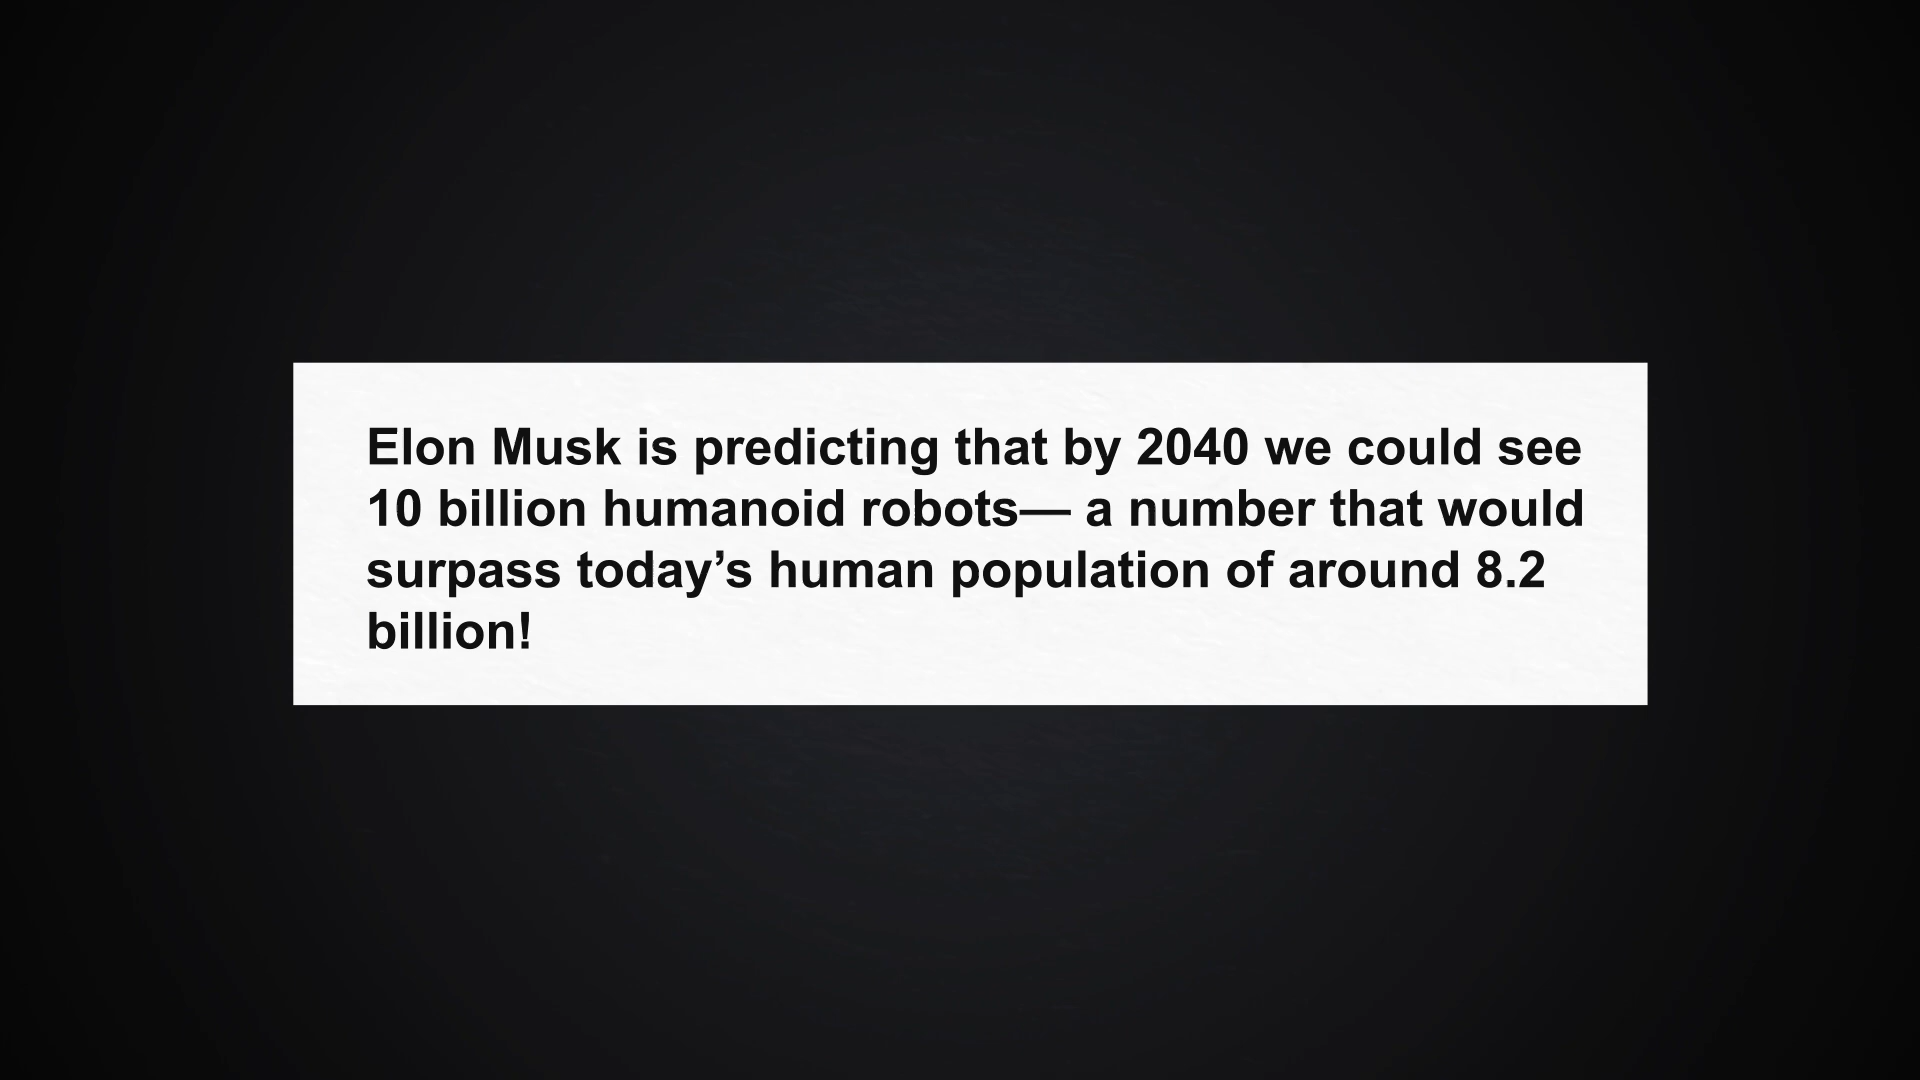 Elon Musk is predicting that by 2040 we could see
10 billion humanoid robots— a number that would
surpass today’s human population of around 8.2
billion!